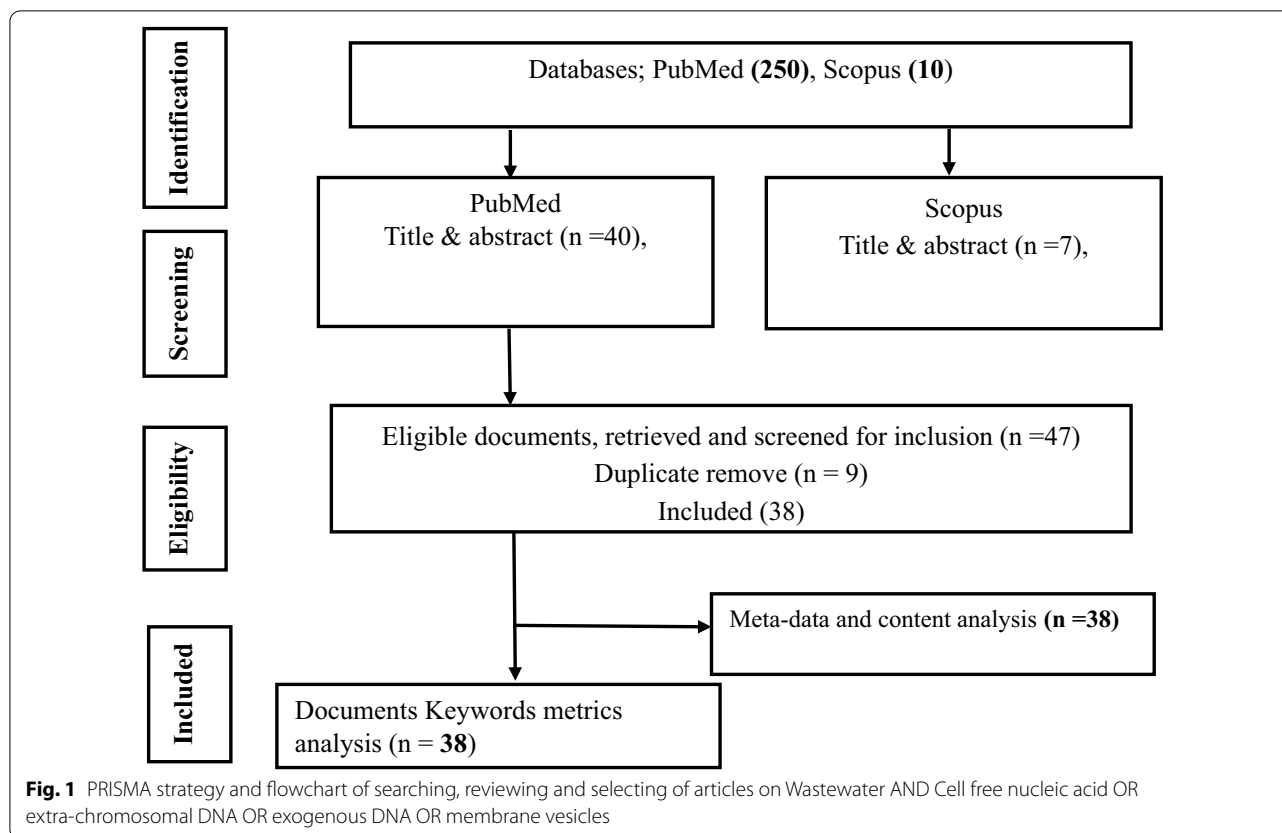 Identification
Databases; PubMed (250), Scopus (10)
PubMed
Title & abstract (n =40),
Scopus
Title & abstract (n =7),
Screening
Eligibility
Eligible documents, retrieved and screened for inclusion (n =47)
Duplicate remove (n = 9)
Included (38)
Included
Meta-data and content analysis (n =38)
Documents Keywords metrics
analysis (n = 38)
Fig. 1 PRISMA strategy and flowchart of searching, reviewing and selecting of articles on Wastewater AND Cell free nucleic acid OR
extra-chromosomal DNA OR exogenous DNA OR membrane vesicles